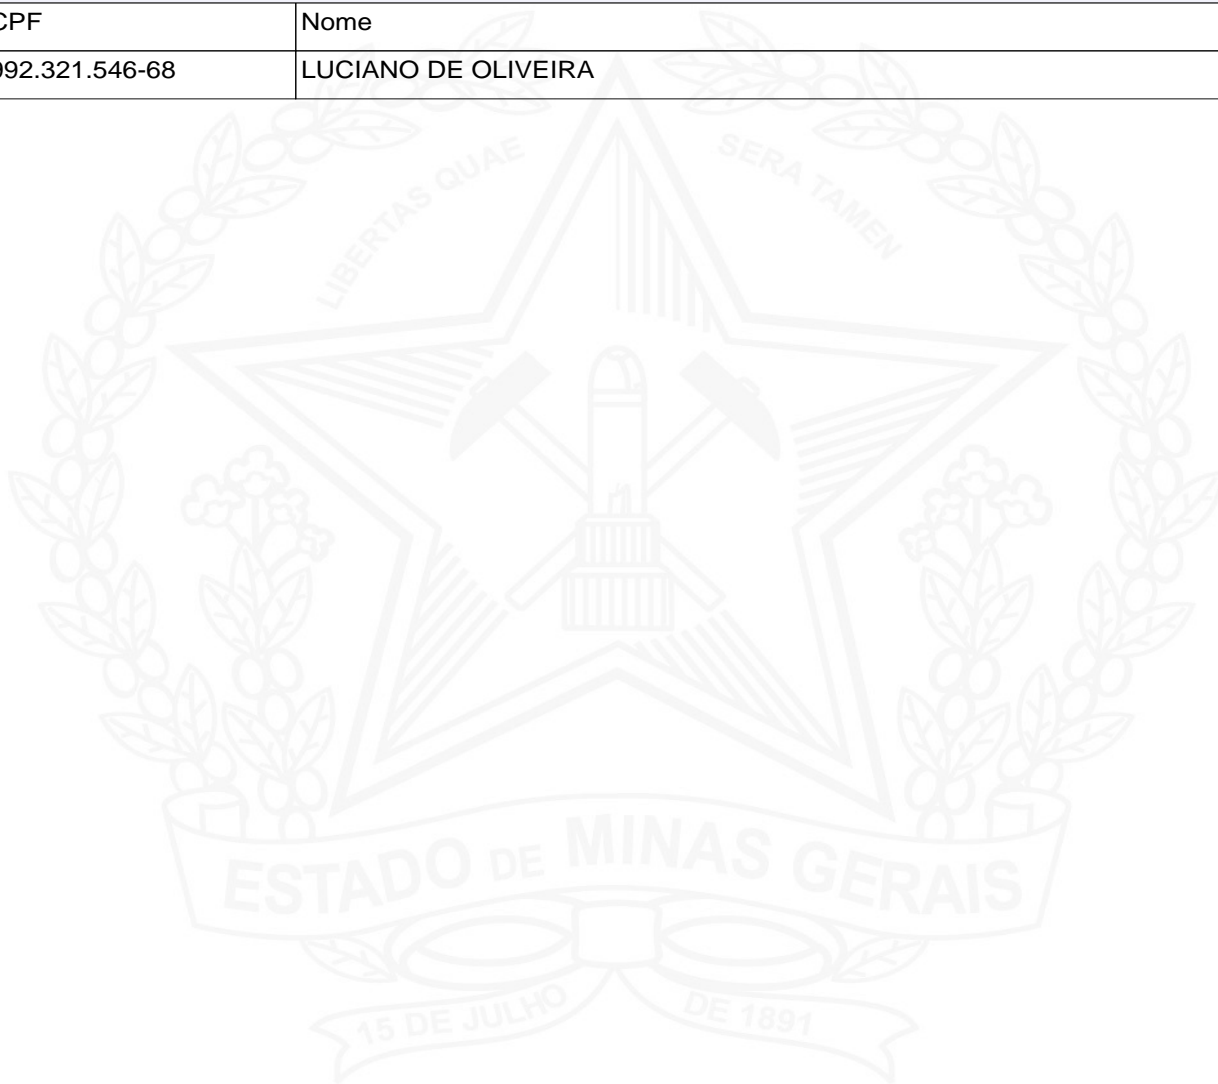 CPF Nome
992.321.546-68 LUCIANO DE OLIVEIRA
LIBERTAS QUAE SERA TAMEN
ESTADO DE MINAS GERAIS
15 DE JULHO DE 1891